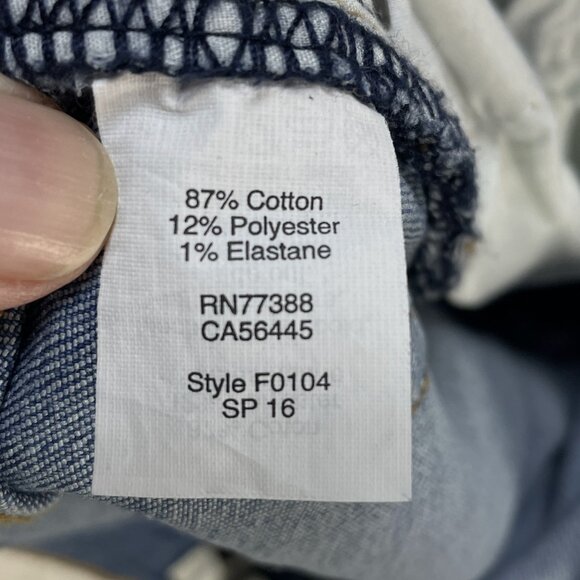 87% Cotton
12% Polyester
1% Elastane
RN77388
CA56445
Style F0104
SP 16